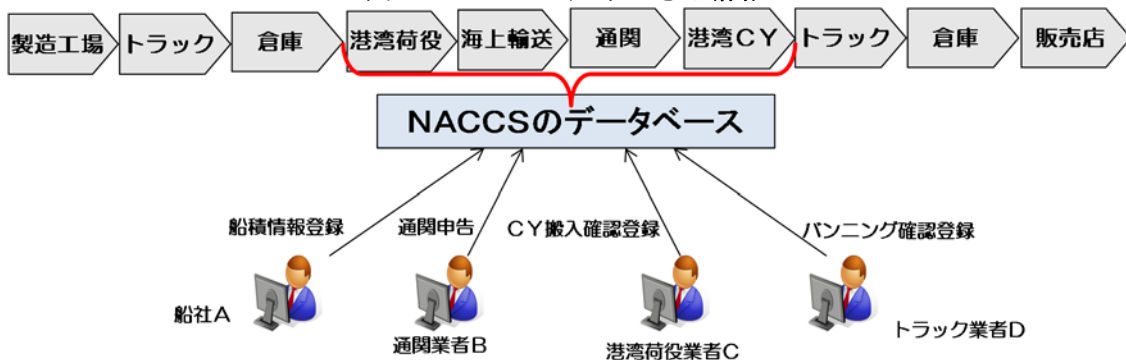 製造工場 トラック 倉庫 港湾荷役 海上輸送 通関 港湾CY トラック 倉庫 販売店
NACCSのデータベース
船積情報登録 通関申告 CY搬入確認登録 バンニング確認登録
船社A
通関業者B
港湾荷役業者C
トラック業者D